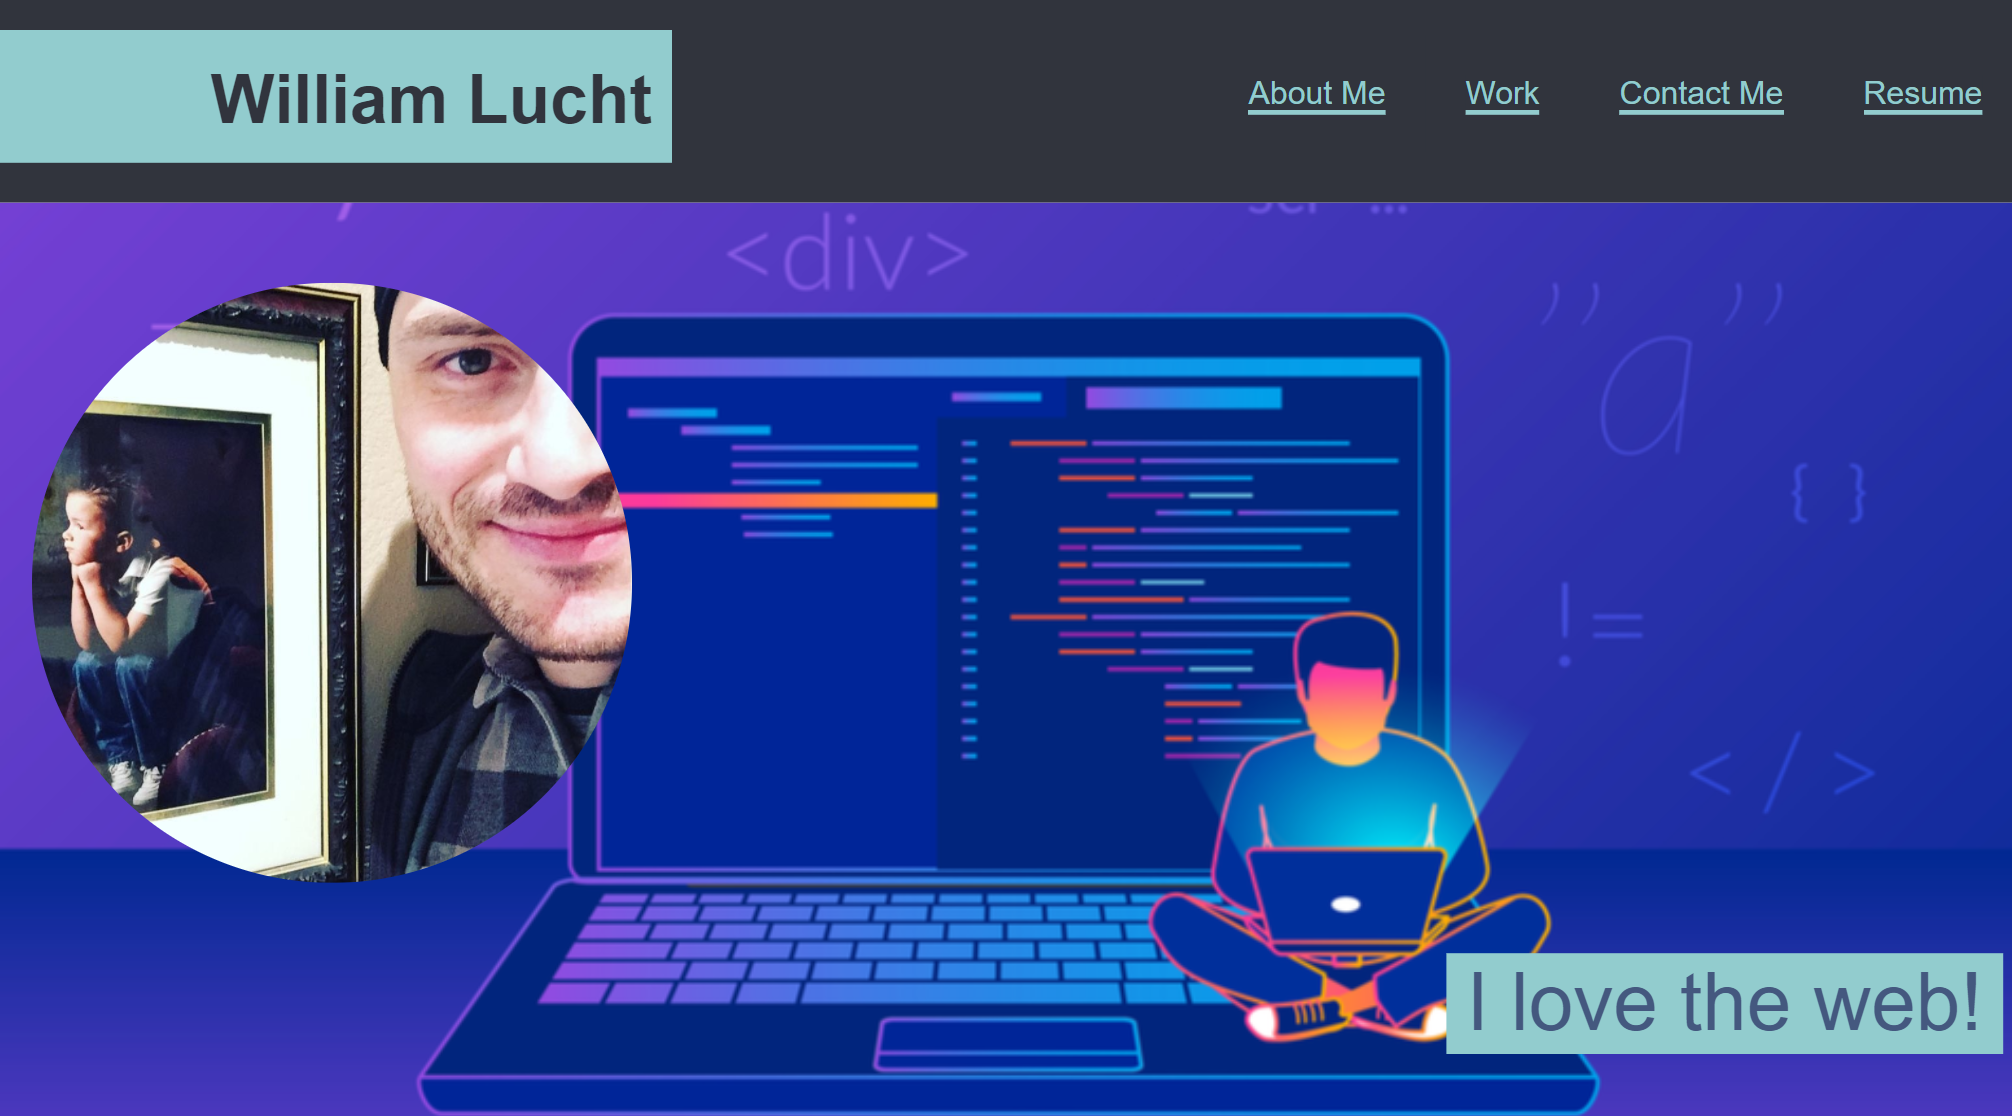 William Lucht
About Me Work Contact Me Resume
<div>
" a "
{ }
!=
</>
I love the web!